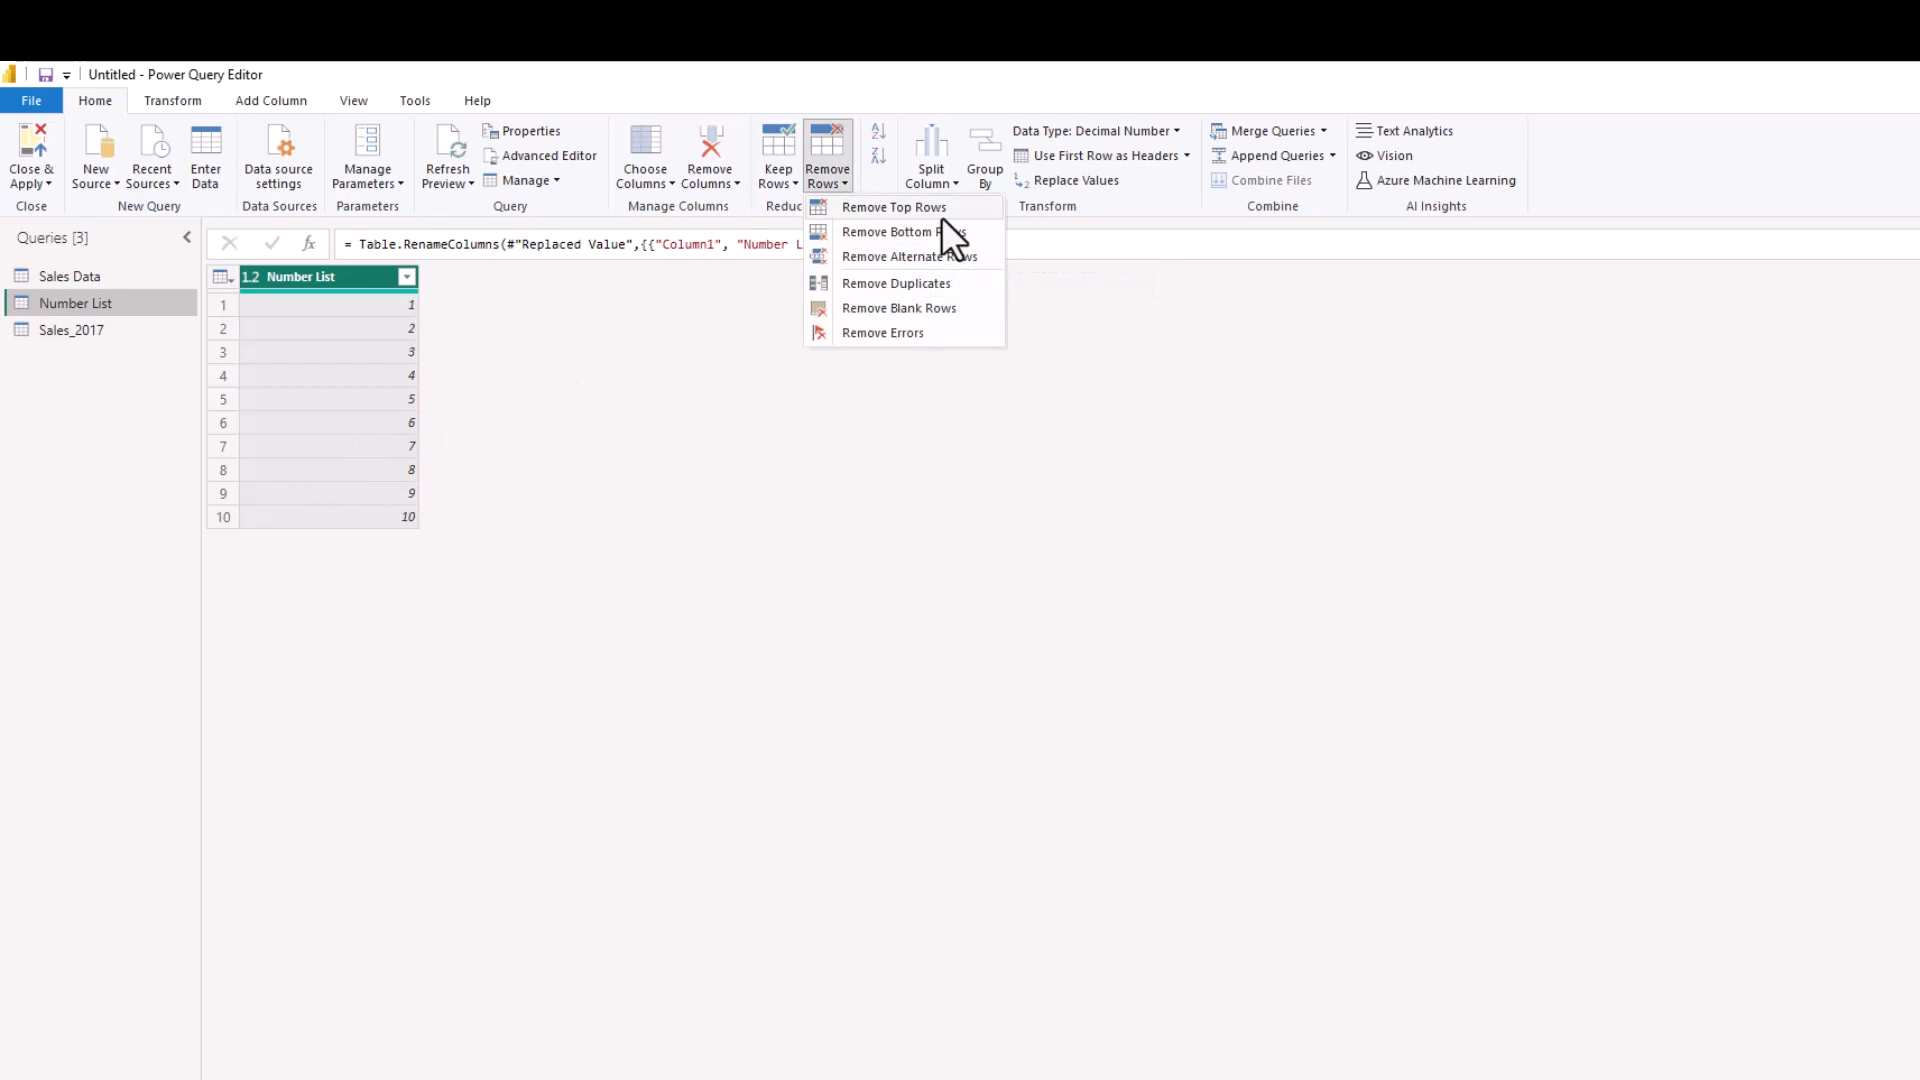 Untitled - Power Query Editor
File Home Transform Add Column View Tools Help
Close & Apply
New Source
Recent Sources
Enter Data
Data source settings
Manage Parameters
Refresh Preview
Properties
Advanced Editor
Manage
Choose Columns
Remove Columns
Keep Rows
Remove Rows
Split Column
Group By
Data Type: Decimal Number
Use First Row as Headers
Replace Values
Merge Queries
Append Queries
Combine Files
Text Analytics
Vision
Azure Machine Learning
Close New Query Data Sources Parameters Query Manage Columns Transform Combine AI Insights
Remove Top Rows
Remove Bottom
Remove Alternate Rows
Remove Duplicates
Remove Blank Rows
Remove Errors
Queries [3]
Sales Data
Number List
Sales_2017
fx = Table.RenameColumns(#"Replaced Value",{{"Column1", "Number L
1.2 Number List
1 1
2 2
3 3
4 4
5 5
6 6
7 7
8 8
9 9
10 10